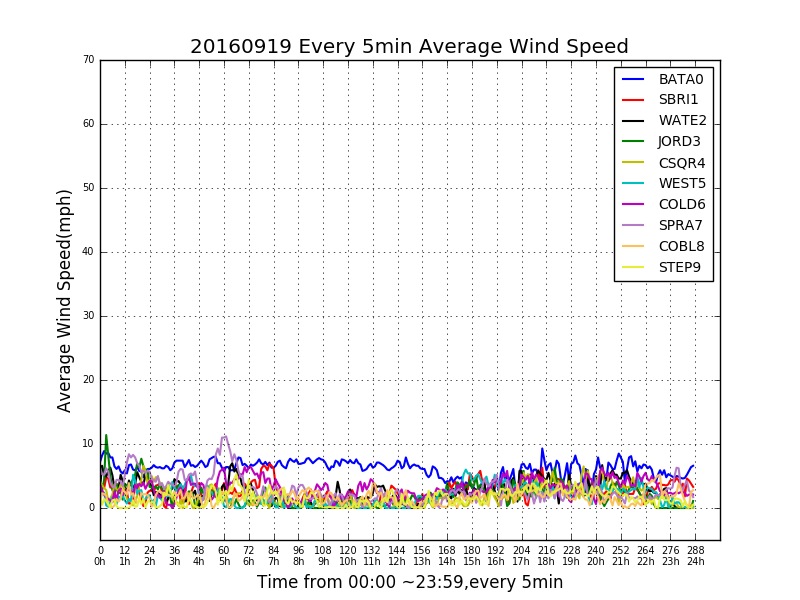 20160919 Every 5min Average Wind Speed
70
60
50
40
30
20
10
0
Average Wind Speed(mph)
BATA0
SBRI1
WATE2
JORD3
CSQR4
WEST5
COLD6
SPRA7
COBL8
STEP9
0 12 24 36 48 60 72 84 96 108 120 132 144 156 168 180 192 204 216 228 240 252 264 276 288
0h 1h 2h 3h 4h 5h 6h 7h 8h 9h 10h 11h 12h 13h 14h 15h 16h 17h 18h 19h 20h 21h 22h 23h 24h
Time from 00:00 ~23:59,every 5min